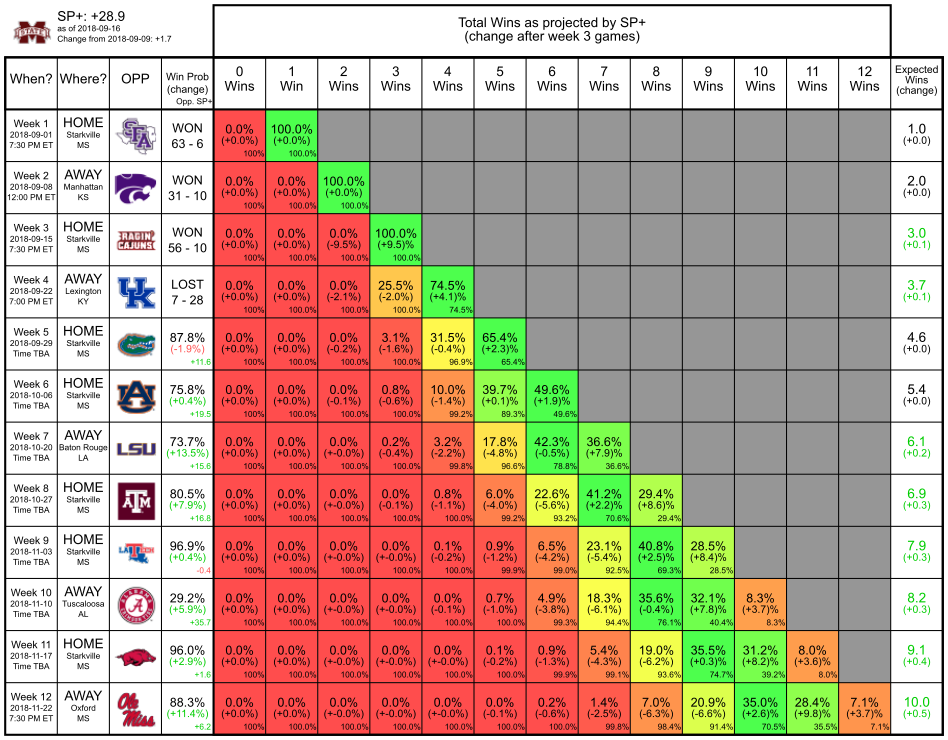 SP+: +28.9
as of 2018-09-16
Change from 2018-09-09: +1.7
Total Wins as projected by SP+
(change after week 3 games)
When? Where? OPP Win Prob (change) Opp. SP+ 0 Wins 1 Win 2 Wins 3 Wins 4 Wins 5 Wins 6 Wins 7 Wins 8 Wins 9 Wins 10 Wins 11 Wins 12 Wins Expected Wins (change)
Week 1 HOME SFA WON 0.0% 100.0% 1.0
2018-09-01 Starkville 63 - 6 (+0.0%) (+0.0%) (+0.0)
7:30 PM ET MS 100% 100.0%
Week 2 AWAY WON 0.0% 0.0% 100.0% 2.0
2018-09-08 Manhattan 31 - 10 (+0.0%) (+0.0%) (+0.0%) (+0.0)
12:00 PM ET KS 100% 100.0% 100.0%
Week 3 HOME RAGIN' CAJUNS WON 0.0% 0.0% 0.0% 100.0% 3.0
2018-09-15 Starkville 56 - 10 (+0.0%) (+0.0%) (-9.5%) (+9.5)% (+0.1)
7:30 PM ET MS 100% 100.0% 100.0% 100.0%
Week 4 AWAY UK LOST 0.0% 0.0% 0.0% 25.5% 74.5% 3.7
2018-09-22 Lexington 7 - 28 (+0.0%) (+0.0%) (-2.1%) (-2.0%) (+4.1)% (+0.1)
7:00 PM ET KY 100% 100.0% 100.0% 100.0% 74.5%
Week 5 HOME 87.8% 0.0% 0.0% 0.0% 3.1% 31.5% 65.4% 4.6
2018-09-29 Starkville (-1.9%) (+0.0%) (+0.0%) (-0.2%) (-1.6%) (-0.4%) (+2.3)% (+0.0)
Time TBA MS +11.6 100% 100.0% 100.0% 100.0% 96.9% 65.4%
Week 6 HOME AU 75.8% 0.0% 0.0% 0.0% 0.8% 10.0% 39.7% 49.6% 5.4
2018-10-06 Starkville (+0.4%) (+0.0%) (+0.0%) (-0.1%) (-0.6%) (-1.4%) (+0.1)% (+1.9)% (+0.0)
Time TBA MS +19.5 100% 100.0% 100.0% 100.0% 99.2% 89.3% 49.6%
Week 7 AWAY LSU 73.7% 0.0% 0.0% 0.0% 0.2% 3.2% 17.8% 42.3% 36.6% 6.1
2018-10-20 Baton Rouge (+13.5%) (+0.0%) (+0.0%) (+-0.0%) (-0.4%) (-2.2%) (-4.8%) (-0.5%) (+7.9)% (+0.2)
Time TBA LA +15.6 100% 100.0% 100.0% 100.0% 99.8% 96.6% 78.8% 36.6%
Week 8 HOME ATM 80.5% 0.0% 0.0% 0.0% 0.0% 0.8% 6.0% 22.6% 41.2% 29.4% 6.9
2018-10-27 Starkville (+7.9%) (+0.0%) (+0.0%) (+-0.0%) (-0.1%) (-1.1%) (-4.0%) (-5.6%) (+2.2)% (+8.6)% (+0.3)
Time TBA MS +16.8 100% 100.0% 100.0% 100.0% 100.0% 99.2% 93.2% 70.6% 29.4%
Week 9 HOME LA TECH 96.9% 0.0% 0.0% 0.0% 0.0% 0.1% 0.9% 6.5% 23.1% 40.8% 28.5% 7.9
2018-11-03 Starkville (+0.4%) (+0.0%) (+0.0%) (+-0.0%) (+-0.0%) (-0.2%) (-1.2%) (-4.2%) (-5.4%) (+2.5)% (+8.4)% (+0.3)
Time TBA MS -0.4 100% 100.0% 100.0% 100.0% 100.0% 99.9% 99.0% 92.5% 69.3% 28.5%
Week 10 AWAY A 29.2% 0.0% 0.0% 0.0% 0.0% 0.0% 0.7% 4.9% 18.3% 35.6% 32.1% 8.3% 8.2
2018-11-10 Tuscaloosa (+5.9%) (+0.0%) (+0.0%) (+0.0%) (+-0.0%) (-0.1%) (-1.0%) (-3.8%) (-6.1%) (-0.4%) (+7.8)% (+3.7)% (+0.3)
Time TBA AL +35.7 100% 100.0% 100.0% 100.0% 100.0% 100.0% 99.3% 94.4% 76.1% 40.4% 8.3%
Week 11 HOME 96.0% 0.0% 0.0% 0.0% 0.0% 0.0% 0.1% 0.9% 5.4% 19.0% 35.5% 31.2% 8.0% 9.1
2018-11-17 Starkville (+2.9%) (+0.0%) (+0.0%) (+0.0%) (+-0.0%) (+-0.0%) (-0.2%) (-1.3%) (-4.3%) (-6.2%) (+0.3)% (+8.2)% (+3.6)% (+0.4)
Time TBA MS +1.6 100% 100.0% 100.0% 100.0% 100.0% 100.0% 99.9% 99.1% 93.6% 74.7% 39.2% 8.0%
Week 12 AWAY Ole Miss 88.3% 0.0% 0.0% 0.0% 0.0% 0.0% 0.0% 0.2% 1.4% 7.0% 20.9% 35.0% 28.4% 7.1% 10.0
2018-11-22 Oxford (+11.4%) (+0.0%) (+0.0%) (+0.0%) (+-0.0%) (+-0.0%) (-0.1%) (-0.6%) (-2.5%) (-6.3%) (-6.6%) (+2.6)% (+9.8)% (+3.7)% (+0.5)
7:30 PM ET MS +6.2 100% 100.0% 100.0% 100.0% 100.0% 100.0% 100.0% 99.8% 98.4% 91.4% 70.5% 35.5% 7.1%